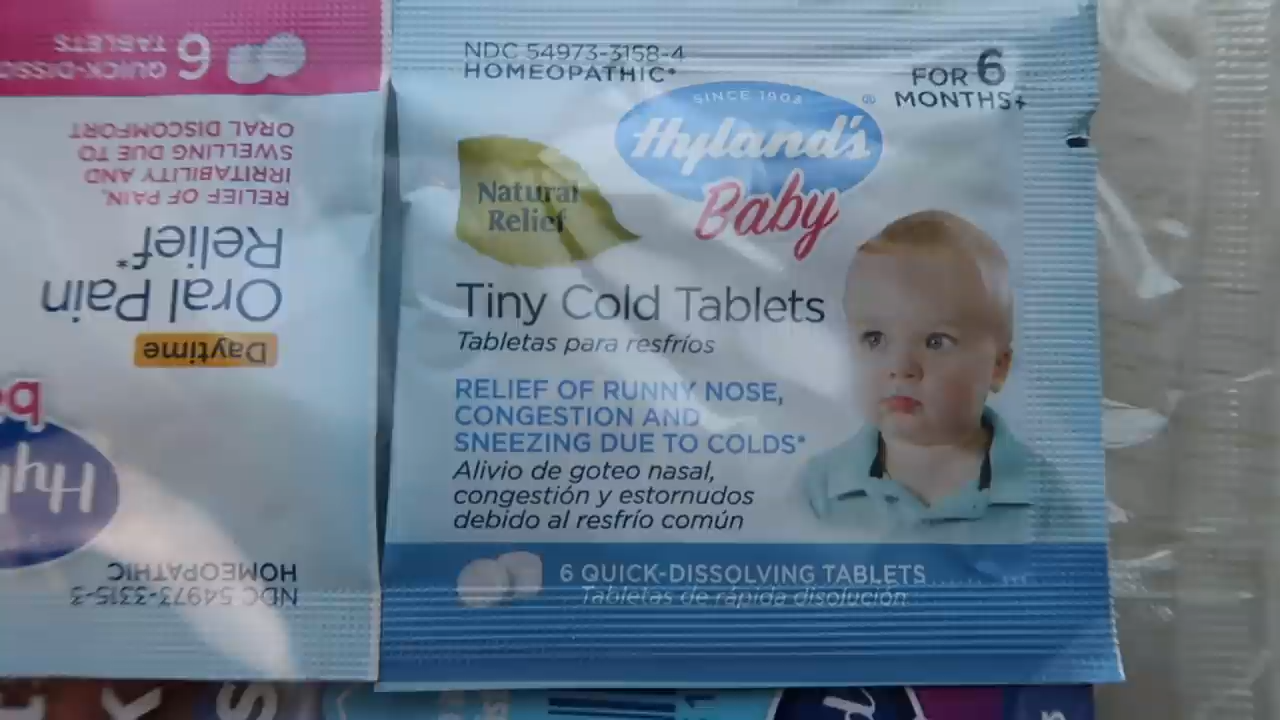 6 QUICK-DISSO
TABLETS
RELIEF OF PAIN,
IRRITABILITY AND
SWELLING DUE TO
ORAL DISCOMFORT
Oral Pain
Relief*
Daytime
Hyl
ba
HOMEOPATHIC
NDC 54973-3315-3
NDC 54973-3158-4
HOMEOPATHIC*
FOR 6
MONTHS+
SINCE 1903
Hyland's®
Baby
Natural
Relief
Tiny Cold Tablets
Tabletas para resfríos
RELIEF OF RUNNY NOSE,
CONGESTION AND
SNEEZING DUE TO COLDS*
Alivio de goteo nasal,
congestión y estornudos
debido al resfrío común
6 QUICK-DISSOLVING TABLETS
Tabletas de rápida disolución